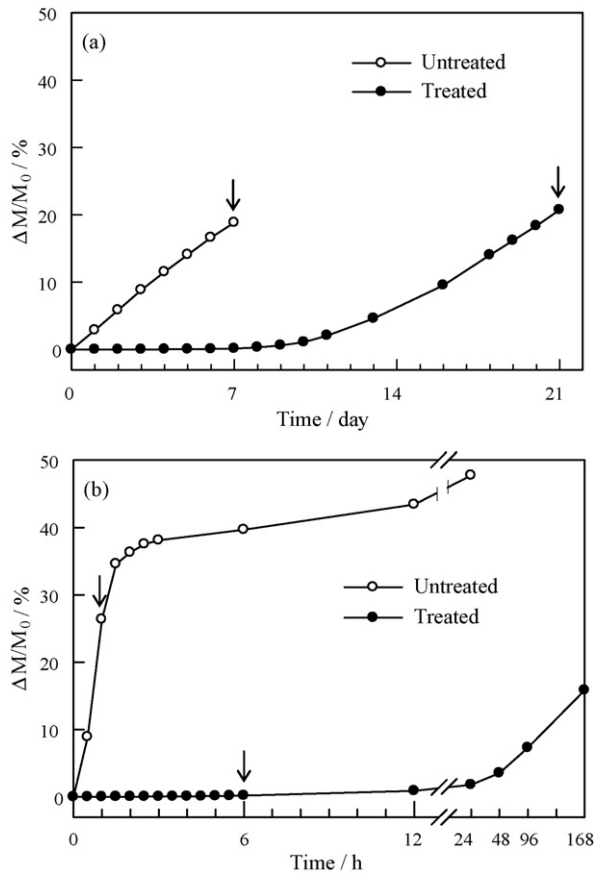 (a)
Untreated
Treated
50
40
30
20
10
0
ΔM/M₀ / %
0 7 14 21
Time / day
(b)
50
40
30
20
10
0
Untreated
Treated
ΔM/M₀ / %
0 6 12 24 48 96 168
Time / h